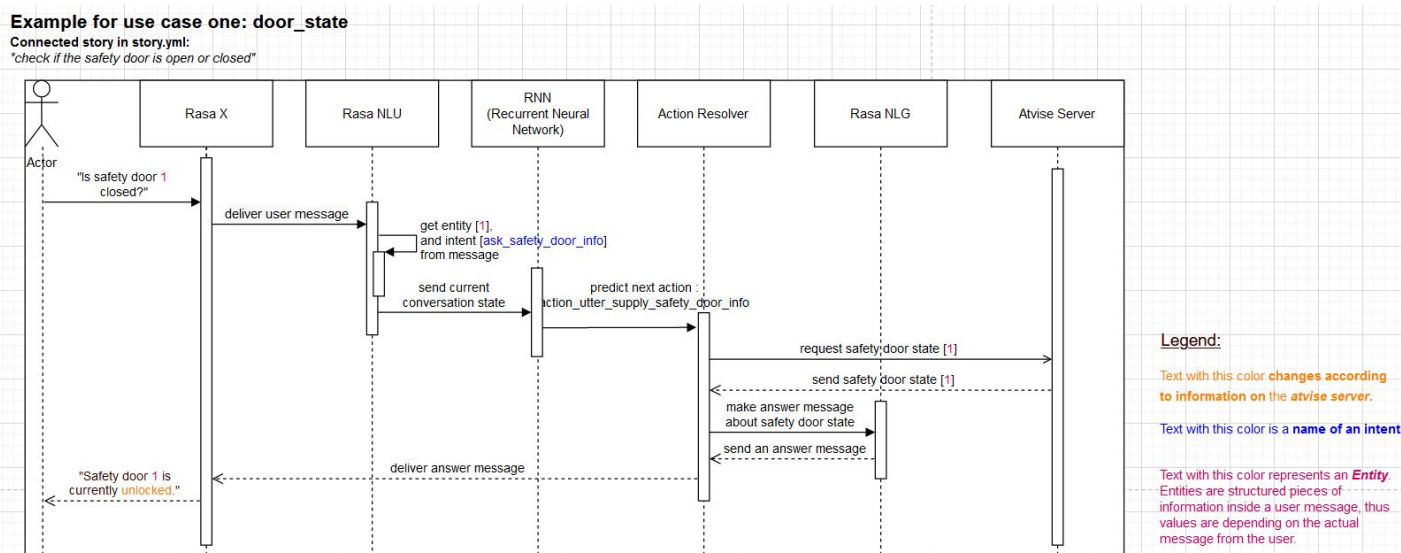 Example for use case one: door_state
Connected story in story.yml:
"check if the safety door is open or closed"
Rasa X
Rasa NLU
RNN
(Recurrent Neural
Network)
Action Resolver
Rasa NLG
Atvise Server
Actor
"Is safety door 1
closed?"
deliver user message
get entity [1],
and intent [ask_safety_door_info]
from message
send current
conversation state
predict next action :
action_utter_supply_safety_door_info
request safety door state [1]
send safety door state [1]
make answer message
about safety door state
send an answer message
deliver answer message
"Safety door 1 is
currently unlocked."
Legend:
Text with this color changes according
to information on the atvise server.
Text with this color is a name of an intent
Text with this color represents an Entity.
Entities are structured pieces of
information inside a user message, thus
values are depending on the actual
message from the user.